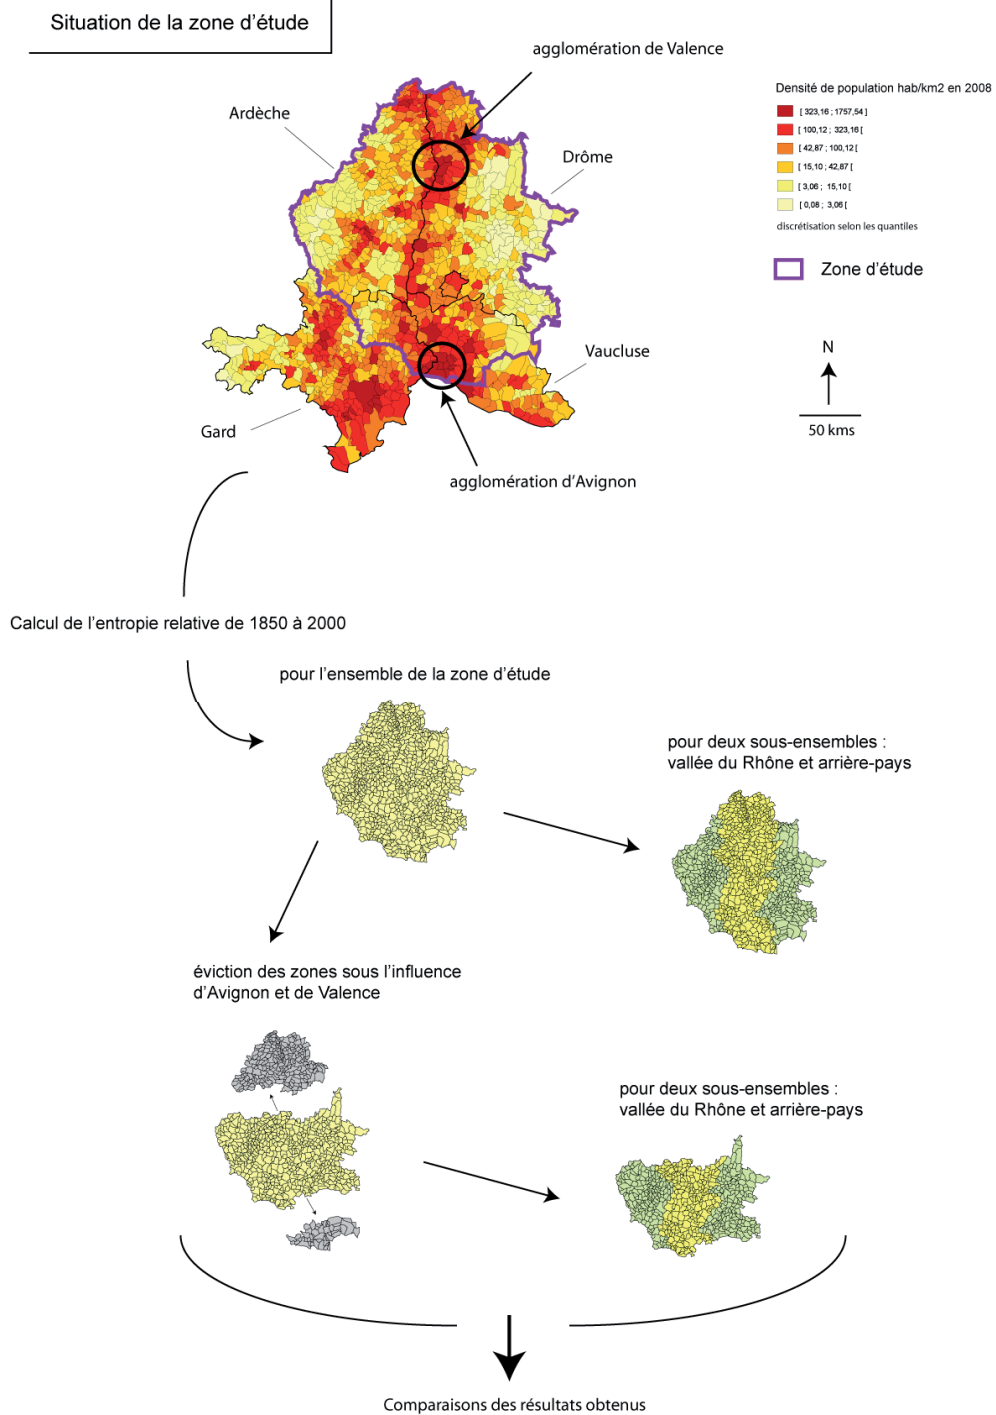 Situation de la zone d’étude
agglomération de Valence
Densité de population hab/km2 en 2008
[ 323,16 ; 1757,54 ]
[ 100,12 ; 323,16 [
[ 42,87 ; 100,12 [
[ 15,10 ; 42,87 [
[ 3,06 ; 15,10 [
[ 0,08 ; 3,06 [
discrétisation selon les quantiles
Zone d’étude
Ardèche
Drôme
Vaucluse
N
50 kms
Gard
agglomération d’Avignon
Calcul de l’entropie relative de 1850 à 2000
pour l’ensemble de la zone d’étude
pour deux sous-ensembles :
vallée du Rhône et arrière-pays
éviction des zones sous l’influence
d’Avignon et de Valence
pour deux sous-ensembles :
vallée du Rhône et arrière-pays
Comparaisons des résultats obtenus